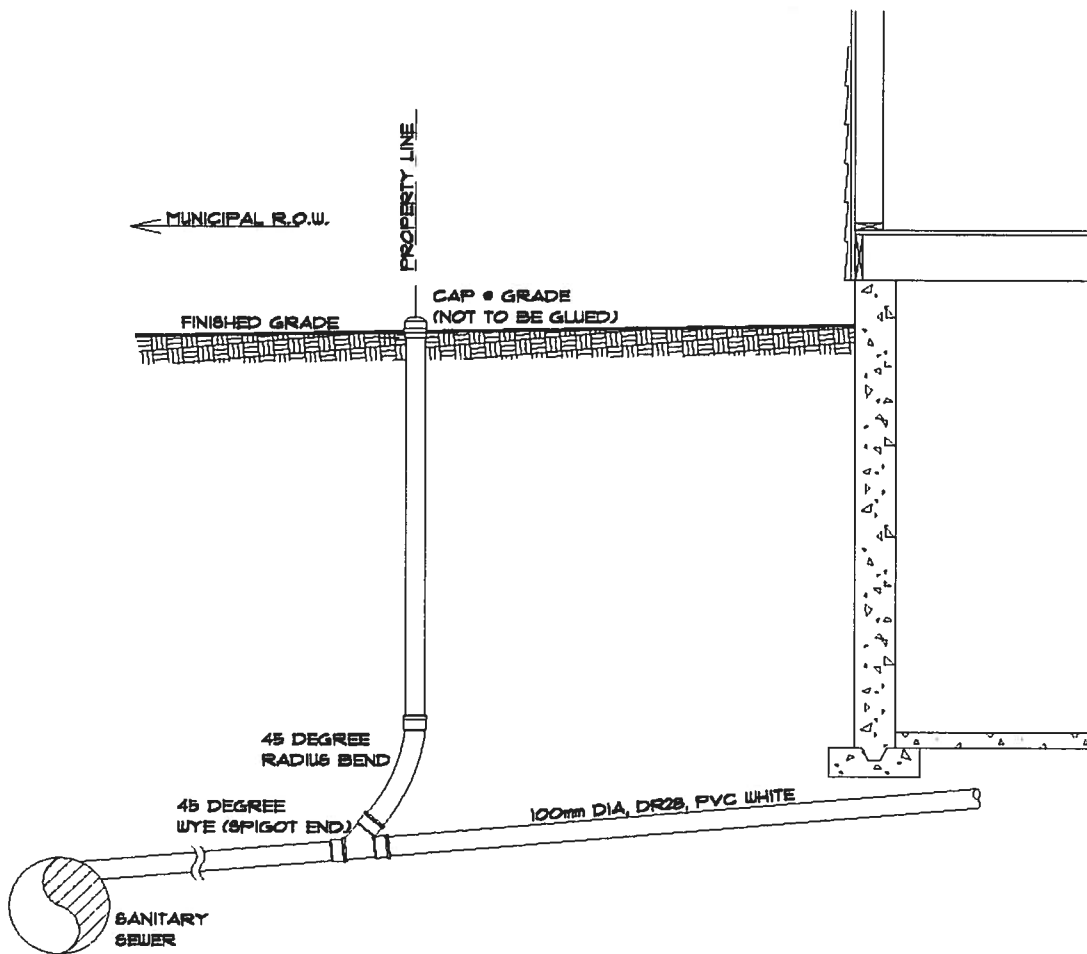 PROPERTY LINE
MUNICIPAL R.O.W.
CAP @ GRADE
(NOT TO BE GLUED)
FINISHED GRADE
45 DEGREE
RADIUS BEND
45 DEGREE
WYE (SPIGOT END)
100mm DIA, DR28, PVC WHITE
SANITARY
SEWER